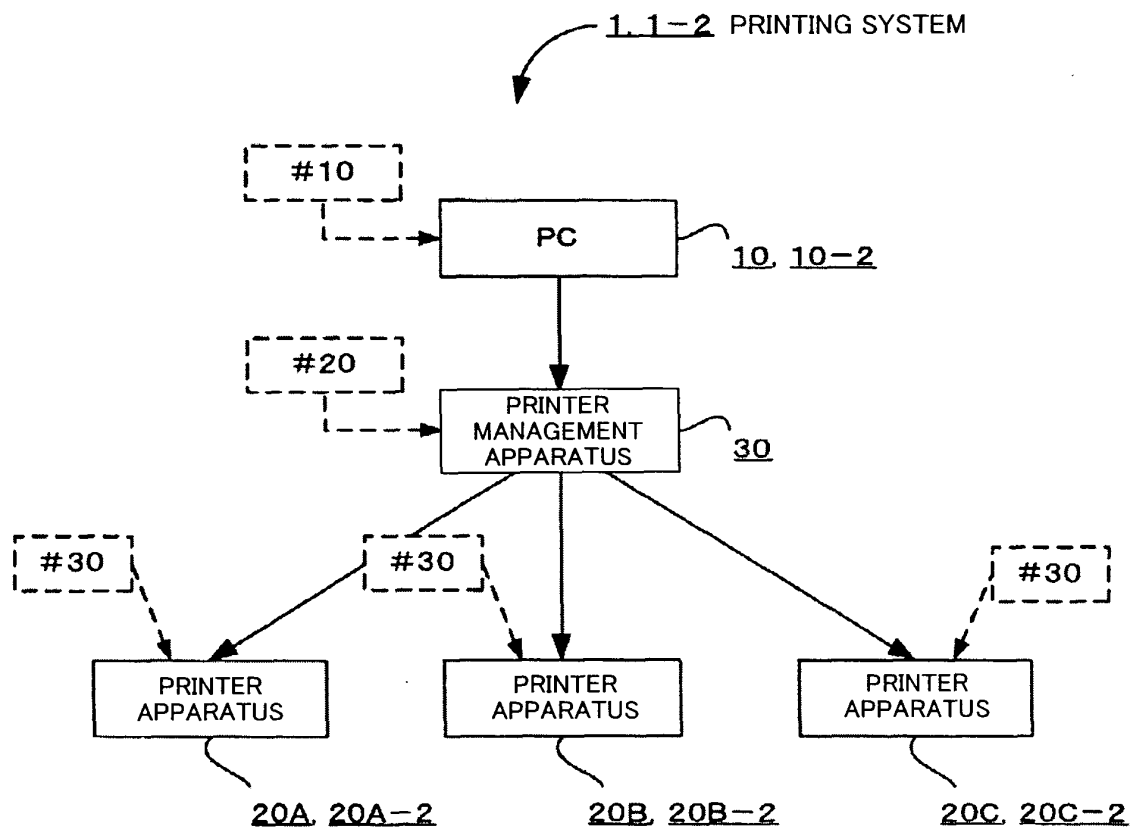 1, 1-2 PRINTING SYSTEM
#10
PC
10, 10-2
#20
PRINTER
MANAGEMENT
APPARATUS
30
#30
#30
#30
PRINTER
APPARATUS
PRINTER
APPARATUS
PRINTER
APPARATUS
20A, 20A-2
20B, 20B-2
20C, 20C-2